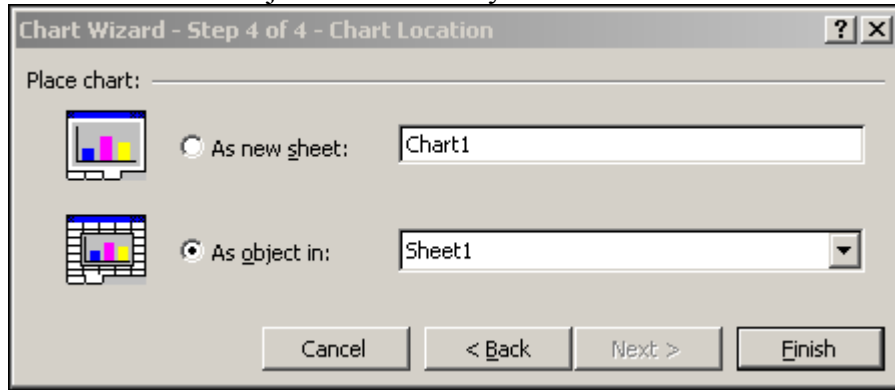 Chart Wizard - Step 4 of 4 - Chart Location ? X
Place chart:
As new sheet: Chart1
As object in: Sheet1
Cancel < Back Next > Finish